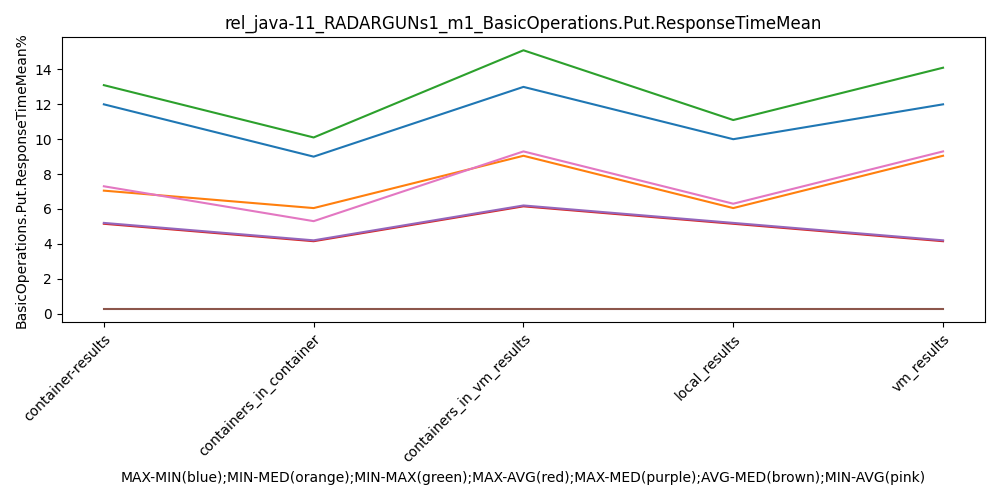 rel_java-11_RADARGUNs1_m1_BasicOperations.Put.ResponseTimeMean
BasicOperations.Put.ResponseTimeMean%
14
12
10
8
6
4
2
0
container-results
containers_in_container
containers_in_vm_results
local_results
vm_results
MAX-MIN(blue);MIN-MED(orange);MIN-MAX(green);MAX-AVG(red);MAX-MED(purple);AVG-MED(brown);MIN-AVG(pink)